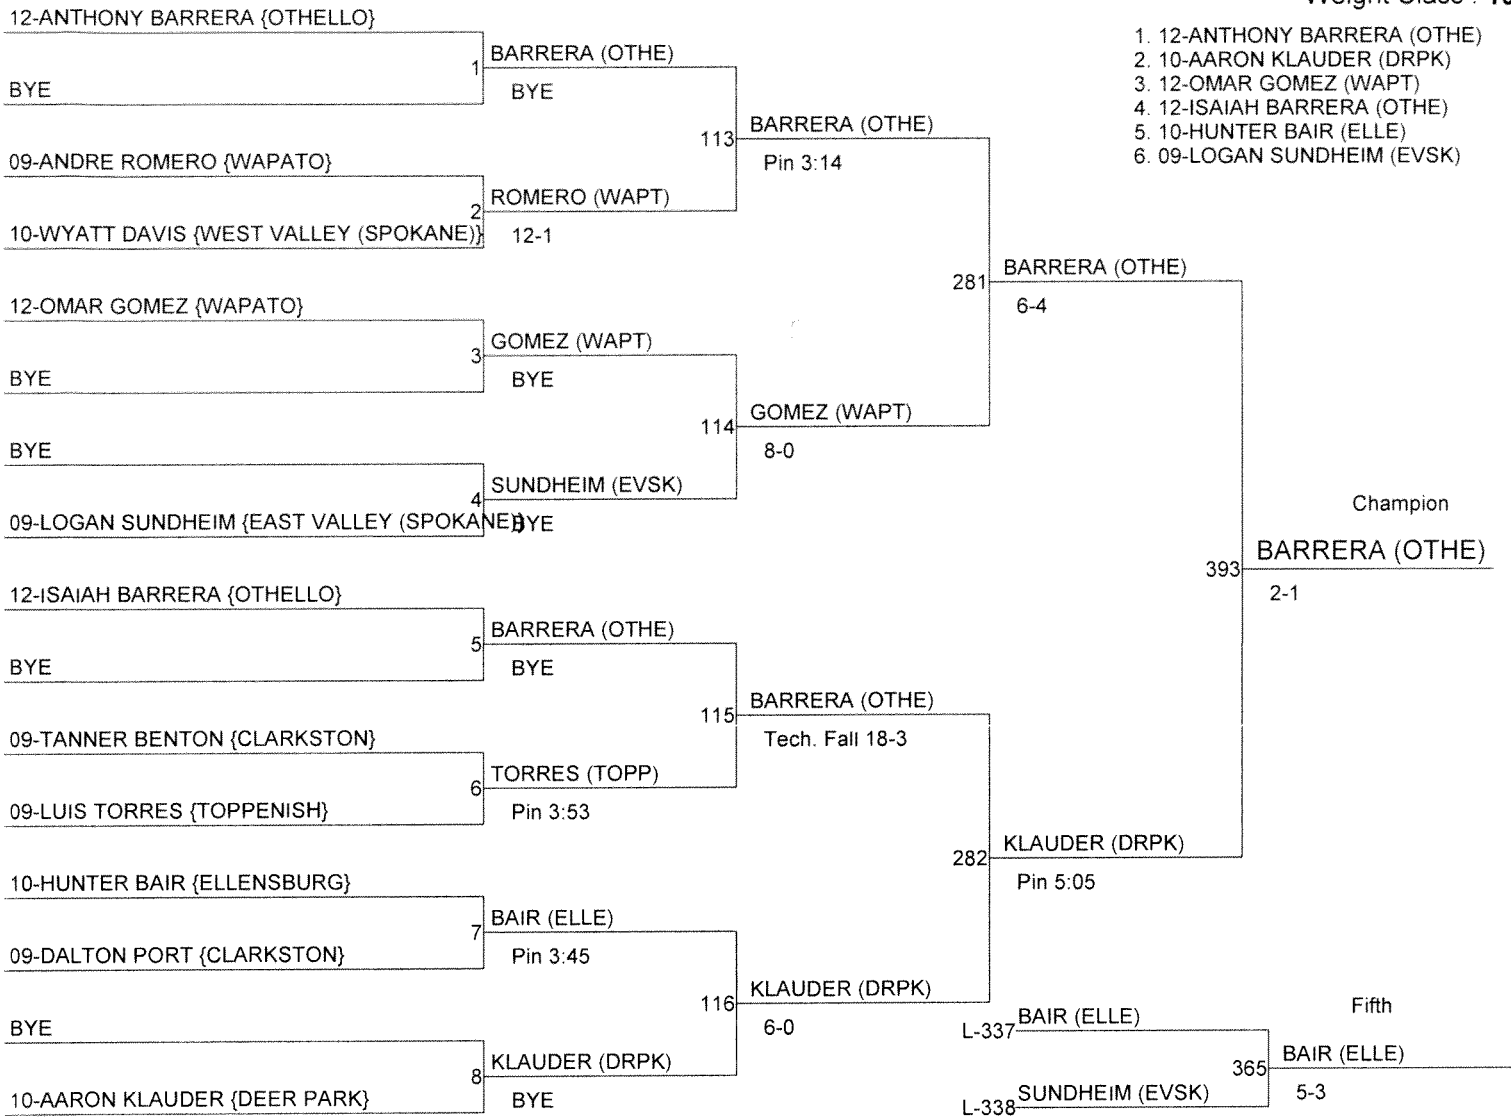 Weight Class :
1. 12-ANTHONY BARRERA (OTHE)
2. 10-AARON KLAUDER (DRPK)
3. 12-OMAR GOMEZ (WAPT)
4. 12-ISAIAH BARRERA (OTHE)
5. 10-HUNTER BAIR (ELLE)
6. 09-LOGAN SUNDHEIM (EVSK)
12-ANTHONY BARRERA {OTHELLO}
BYE
09-ANDRE ROMERO {WAPATO}
10-WYATT DAVIS {WEST VALLEY (SPOKANE)}
12-OMAR GOMEZ {WAPATO}
BYE
BYE
09-LOGAN SUNDHEIM {EAST VALLEY (SPOKANE)}
12-ISAIAH BARRERA {OTHELLO}
BYE
09-TANNER BENTON {CLARKSTON}
09-LUIS TORRES {TOPPENISH}
10-HUNTER BAIR {ELLENSBURG}
09-DALTON PORT {CLARKSTON}
BYE
10-AARON KLAUDER {DEER PARK}
1 BARRERA (OTHE)
BYE
2 ROMERO (WAPT)
12-1
3 GOMEZ (WAPT)
BYE
4 SUNDHEIM (EVSK)
BYE
5 BARRERA (OTHE)
BYE
6 TORRES (TOPP)
Pin 3:53
7 BAIR (ELLE)
Pin 3:45
8 KLAUDER (DRPK)
BYE
113 BARRERA (OTHE)
Pin 3:14
114 GOMEZ (WAPT)
8-0
115 BARRERA (OTHE)
Tech. Fall 18-3
116 KLAUDER (DRPK)
6-0
281 BARRERA (OTHE)
6-4
282 KLAUDER (DRPK)
Pin 5:05
Champion
393 BARRERA (OTHE)
2-1
Fifth
L-337 BAIR (ELLE)
L-338 SUNDHEIM (EVSK)
365 BAIR (ELLE)
5-3